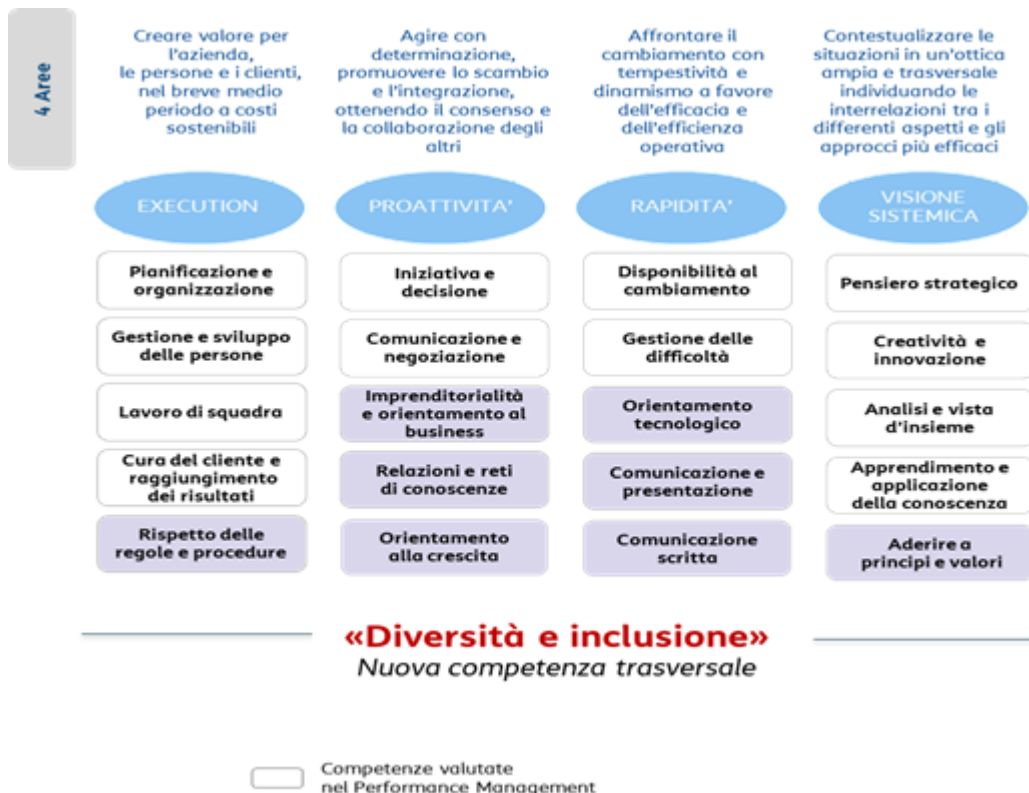 4 Aree
Creare valore per
l'azienda,
le persone e i clienti,
nel breve medio
periodo a costi
sostenibili
Agire con
determinazione,
promuovere lo scambio
e l'integrazione,
ottenendo il consenso e
la collaborazione degli
altri
Affrontare il
cambiamento con
tempestività e
dinamismo a favore
dell'efficacia e
dell'efficienza
operativa
Contestualizzare le
situazioni in un'ottica
ampia e trasversale
individuando le
interrelazioni tra i
differenti aspetti e gli
approcci più efficaci
EXECUTION
PROATTIVITA'
RAPIDITA'
VISIONE
SISTEMICA
Pianificazione e
organizzazione
Iniziativa e
decisione
Disponibilità al
cambiamento
Pensiero strategico
Gestione e sviluppo
delle persone
Comunicazione e
negoziazione
Gestione delle
difficoltà
Creatività e
innovazione
Lavoro di squadra
Imprenditorialità
e orientamento al
business
Orientamento
tecnologico
Analisi e vista
d'insieme
Cura del cliente e
raggiungimento
dei risultati
Relazioni e reti
di conoscenze
Comunicazione e
presentazione
Apprendimento e
applicazione
della conoscenza
Rispetto delle
regole e procedure
Orientamento
alla crescita
Comunicazione
scritta
Aderire a
principi e valori
«Diversità e inclusione»
Nuova competenza trasversale
Competenze valutate
nel Performance Management